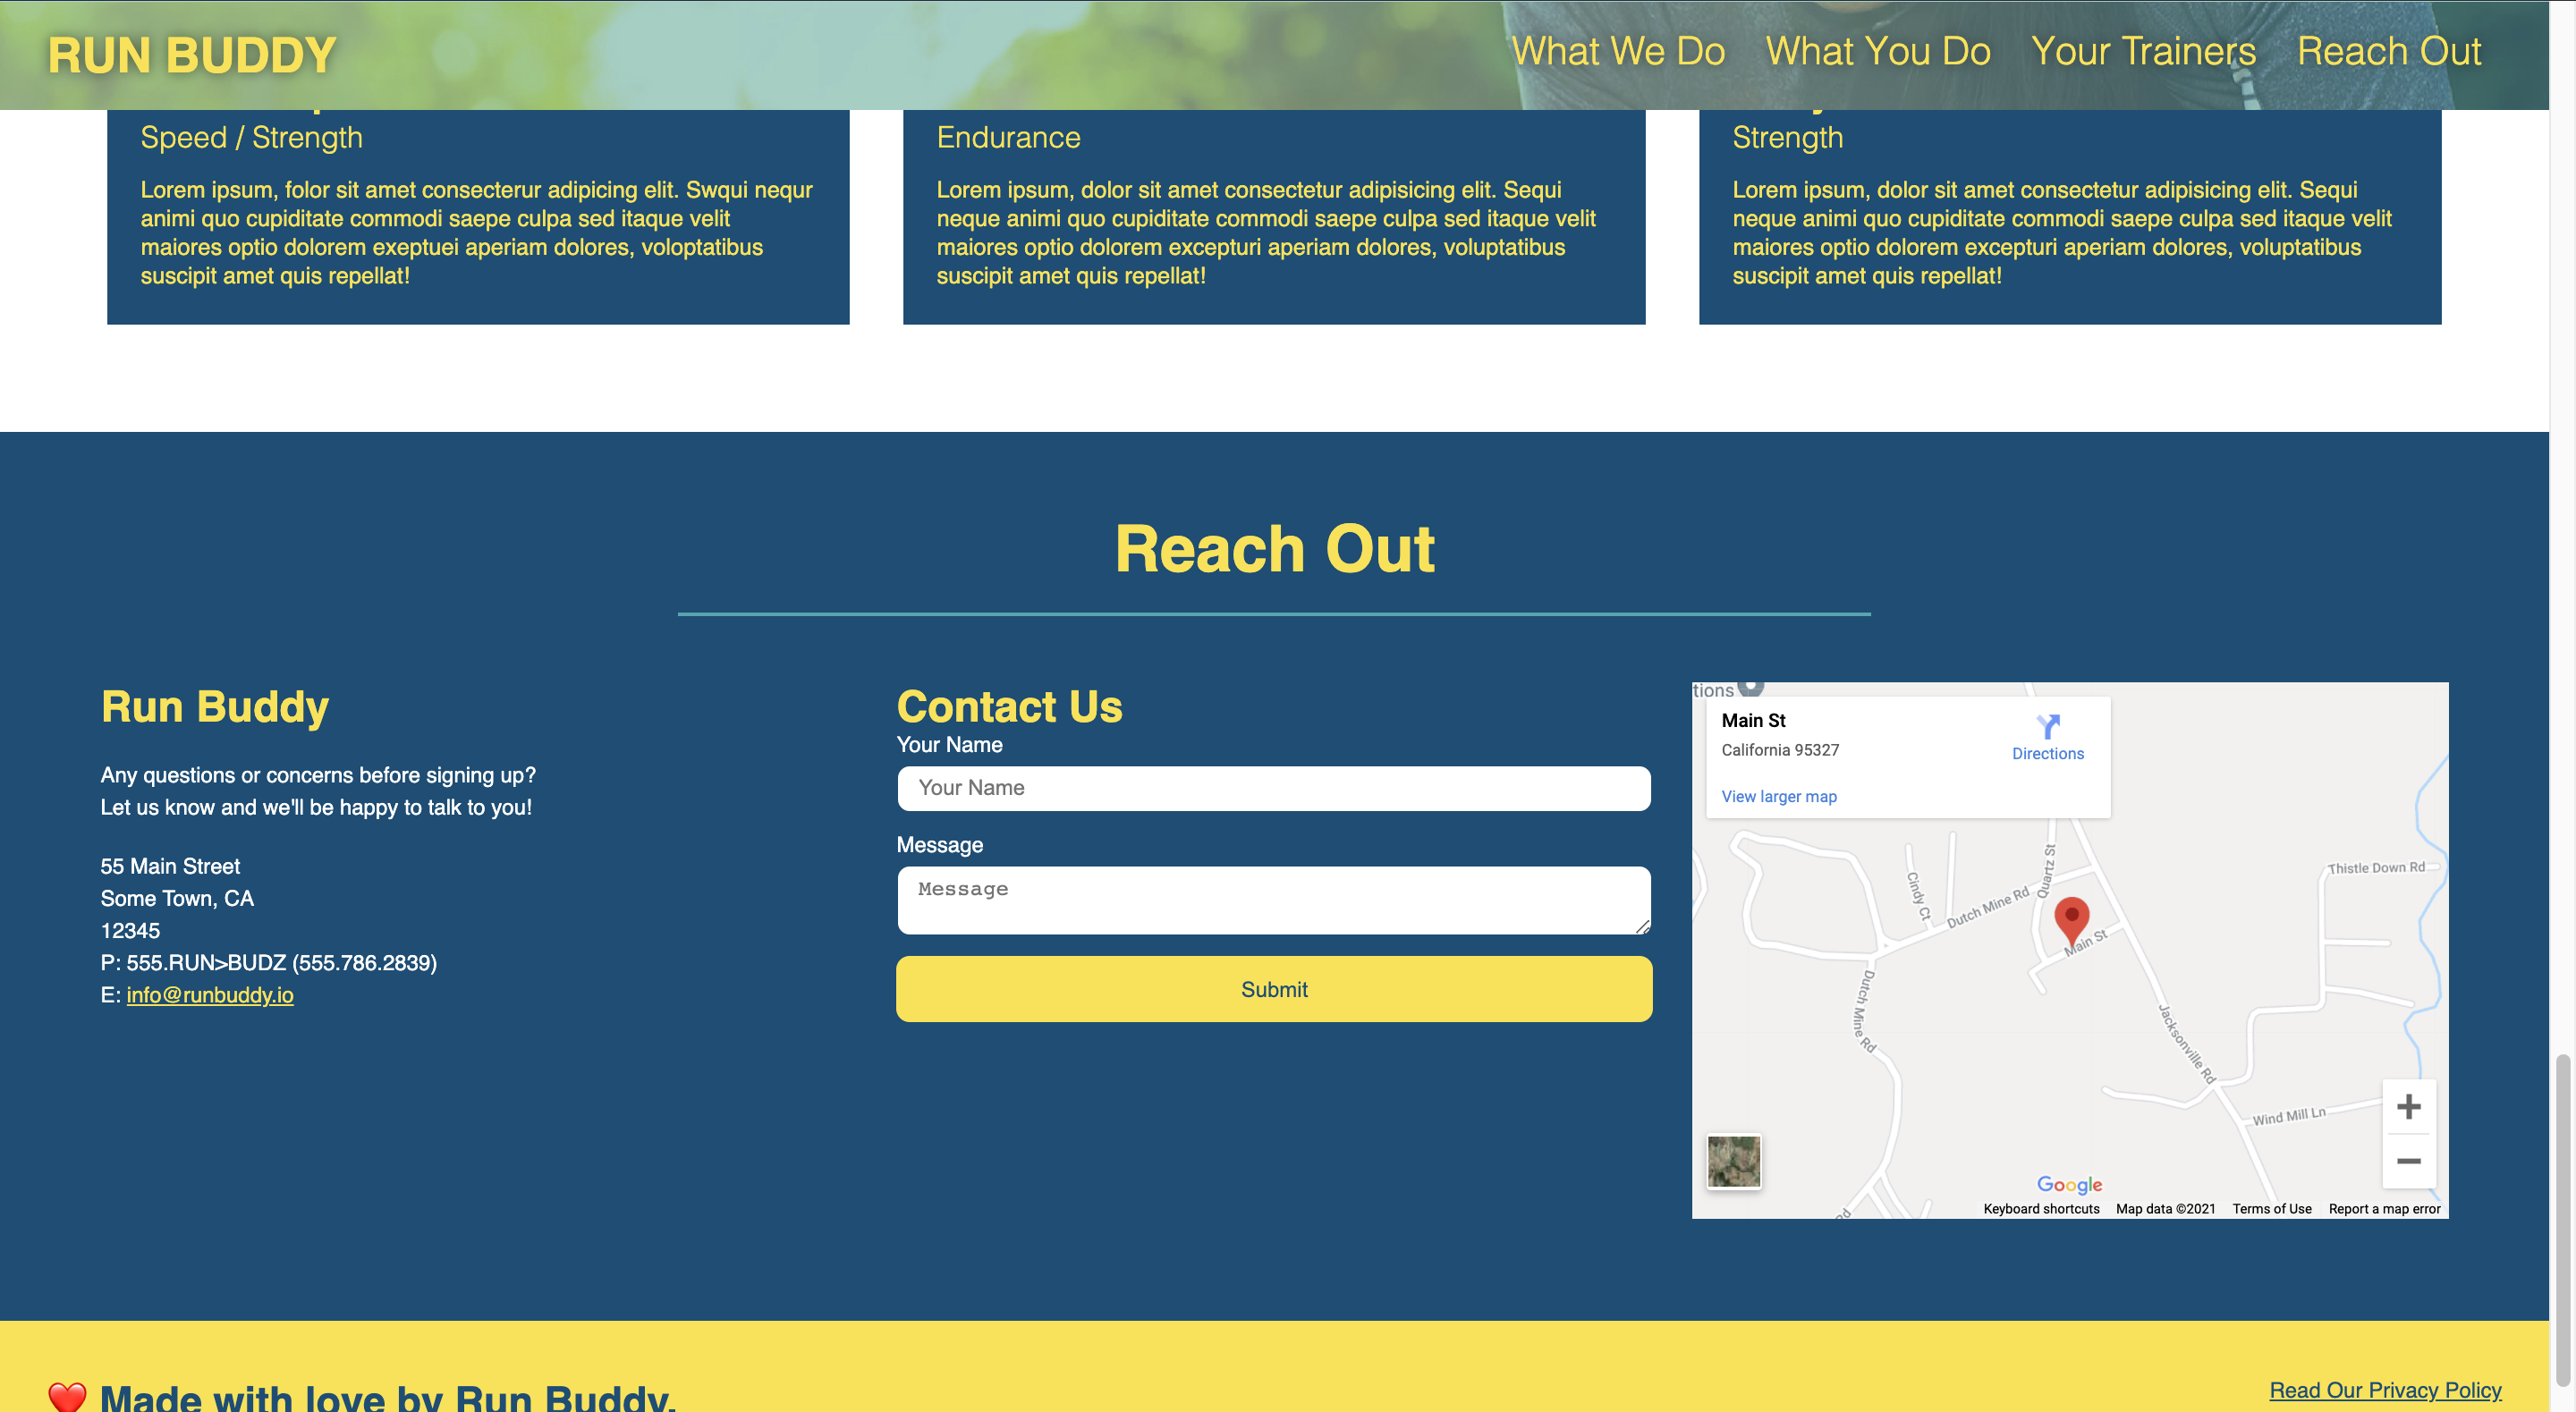 RUN BUDDY
What We Do
What You Do
Your Trainers
Reach Out
Speed / Strength
Lorem ipsum, folor sit amet consecterur adipicing elit. Swqui nequr
animi quo cupiditate commodi saepe culpa sed itaque velit
maiores optio dolorem exeptuei aperiam dolores, voloptatibus
suscipit amet quis repellat!
Endurance
Lorem ipsum, dolor sit amet consectetur adipisicing elit. Sequi
neque animi quo cupiditate commodi saepe culpa sed itaque velit
maiores optio dolorem excepturi aperiam dolores, voluptatibus
suscipit amet quis repellat!
Strength
Lorem ipsum, dolor sit amet consectetur adipisicing elit. Sequi
neque animi quo cupiditate commodi saepe culpa sed itaque velit
maiores optio dolorem excepturi aperiam dolores, voluptatibus
suscipit amet quis repellat!
Reach Out
Run Buddy
Any questions or concerns before signing up?
Let us know and we'll be happy to talk to you!
55 Main Street
Some Town, CA
12345
P: 555.RUN>BUDZ (555.786.2839)
E: info@runbuddy.io
Contact Us
Your Name
Your Name
Message
Message
Submit
tions
Main St
California 95327
Directions
View larger map
Quartz St
Cindy Ct
Dutch Mine Rd
Thistle Down Rd
Main St
Dutch Mine Rd
Jacksonville Rd
Wind Mill Ln
Rd
Google
Keyboard shortcuts
Map data ©2021
Terms of Use
Report a map error
❤️ Made with love by Run Buddy.
Read Our Privacy Policy